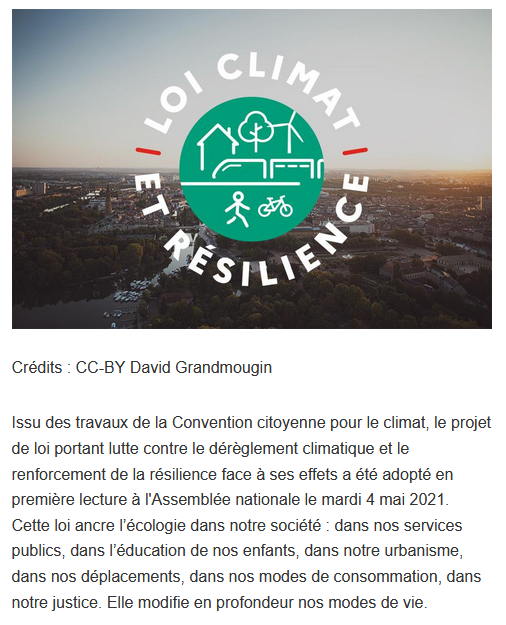 LOI CLIMAT
ET RÉSILIENCE
Crédits : CC-BY David Grandmougin
Issu des travaux de la Convention citoyenne pour le climat, le projet
de loi portant lutte contre le dérèglement climatique et le
renforcement de la résilience face à ses effets a été adopté en
première lecture à l'Assemblée nationale le mardi 4 mai 2021.
Cette loi ancre l’écologie dans notre société : dans nos services
publics, dans l’éducation de nos enfants, dans notre urbanisme,
dans nos déplacements, dans nos modes de consommation, dans
notre justice. Elle modifie en profondeur nos modes de vie.